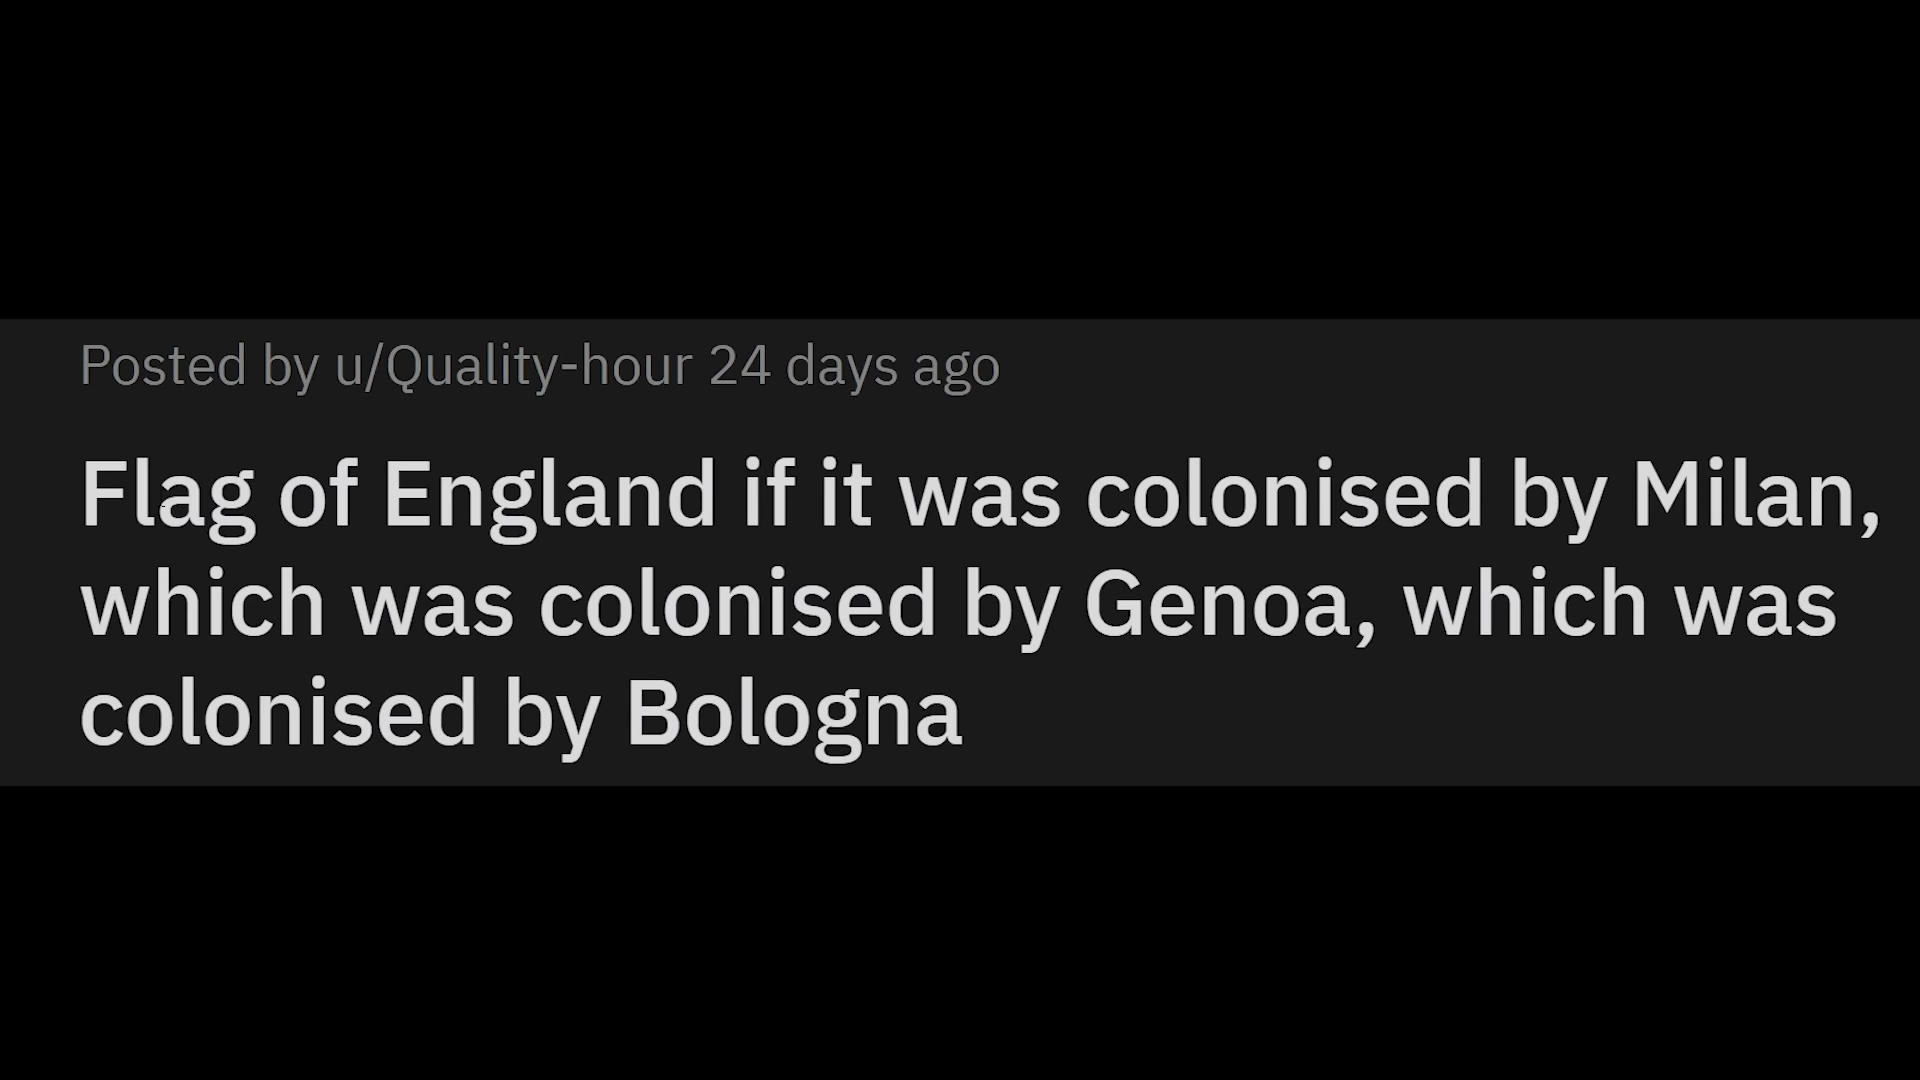 Posted by u/Quality-hour 24 days ago
Flag of England if it was colonised by Milan,
which was colonised by Genoa, which was
colonised by Bologna